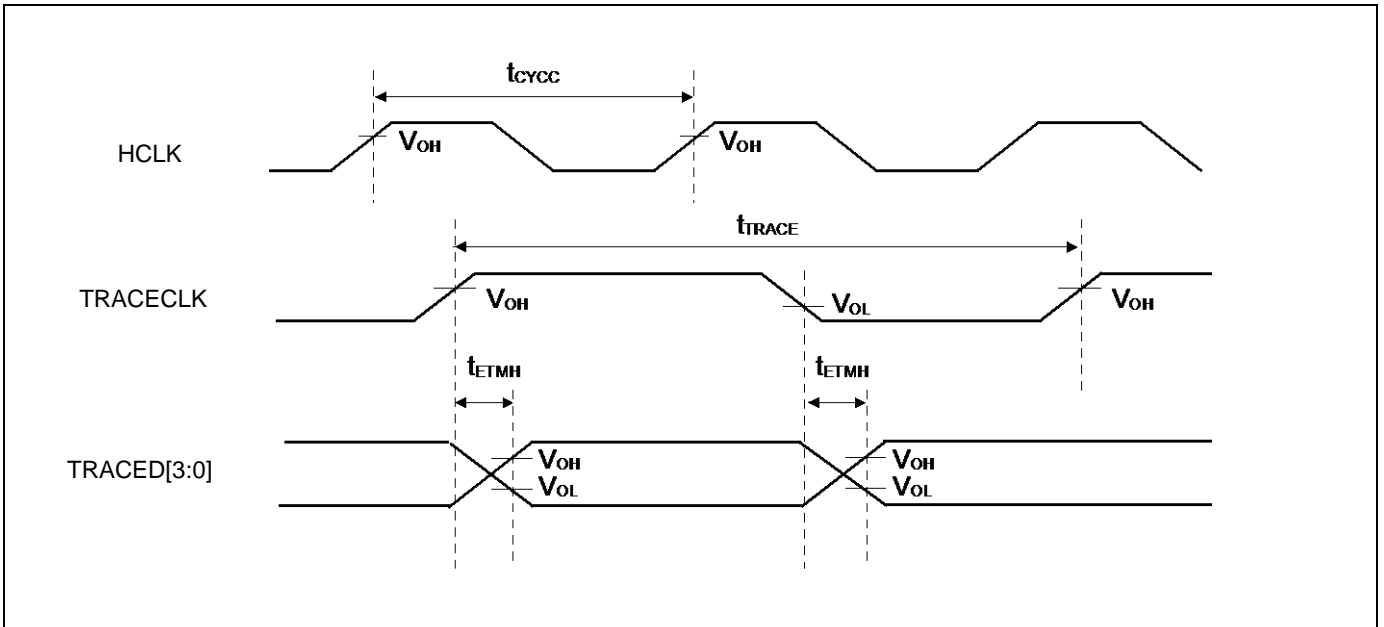 tCYCC
HCLK
VOH
VOH
tTRACE
TRACECLK
VOH
VOL
VOH
tETMH
tETMH
TRACED[3:0]
VOH
VOL
VOH
VOL